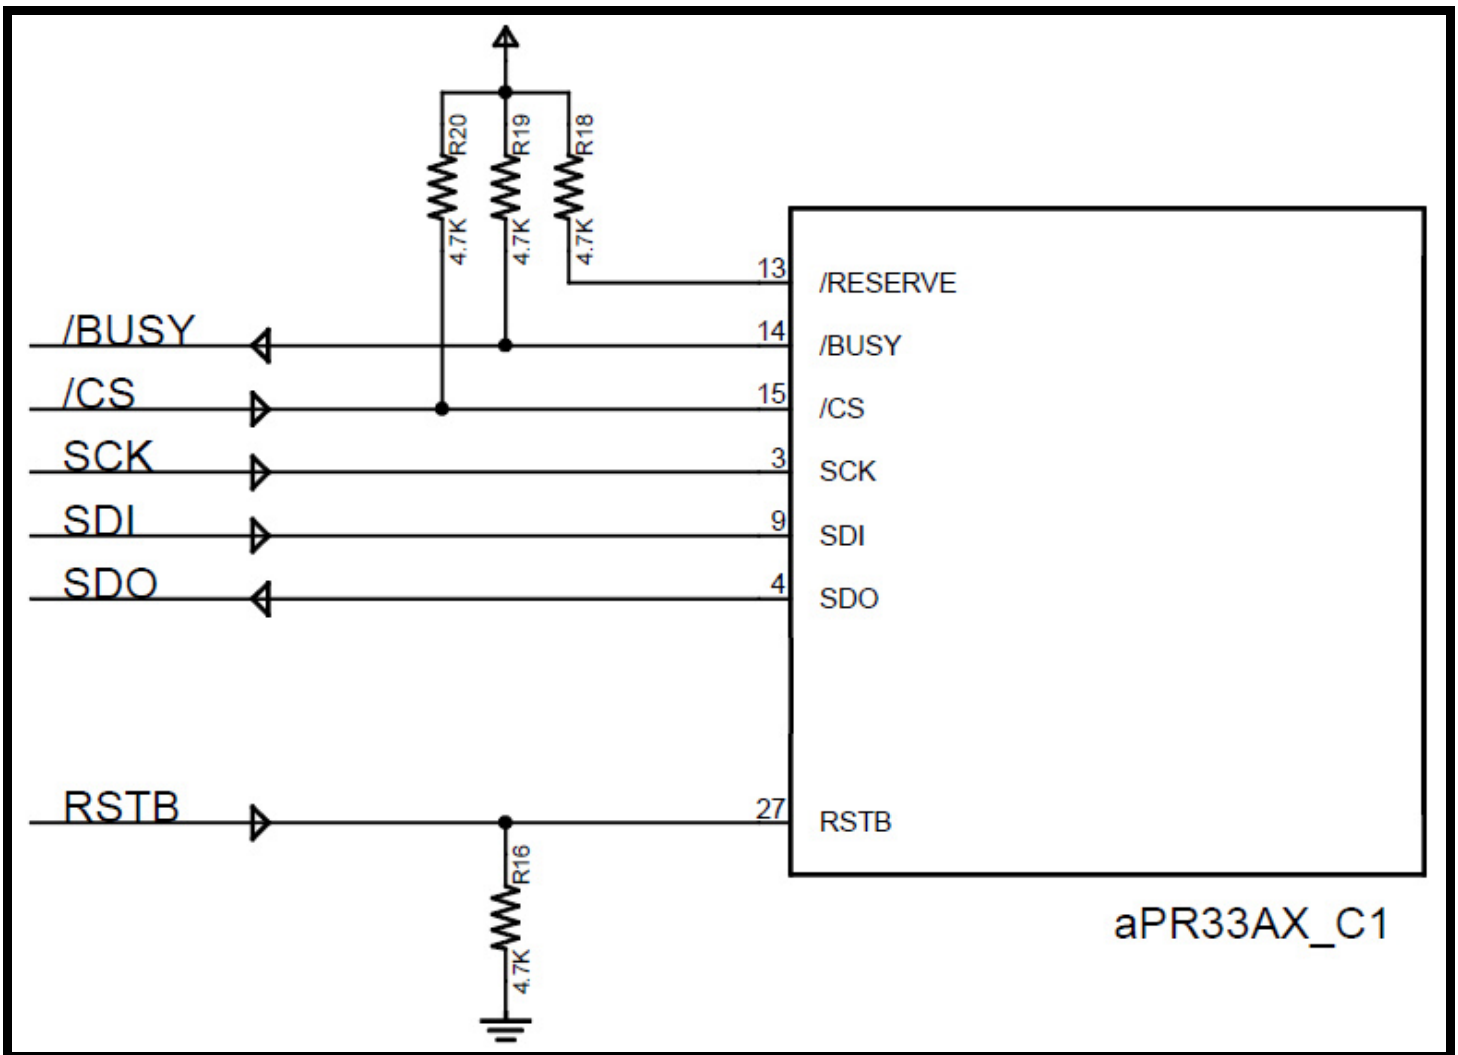 R20
R19
R18
4.7K
4.7K
4.7K
13
/RESERVE
/BUSY
14
/BUSY
/CS
15
/CS
SCK
3
SCK
SDI
9
SDI
SDO
4
SDO
RSTB
27
RSTB
R16
4.7K
aPR33AX_C1